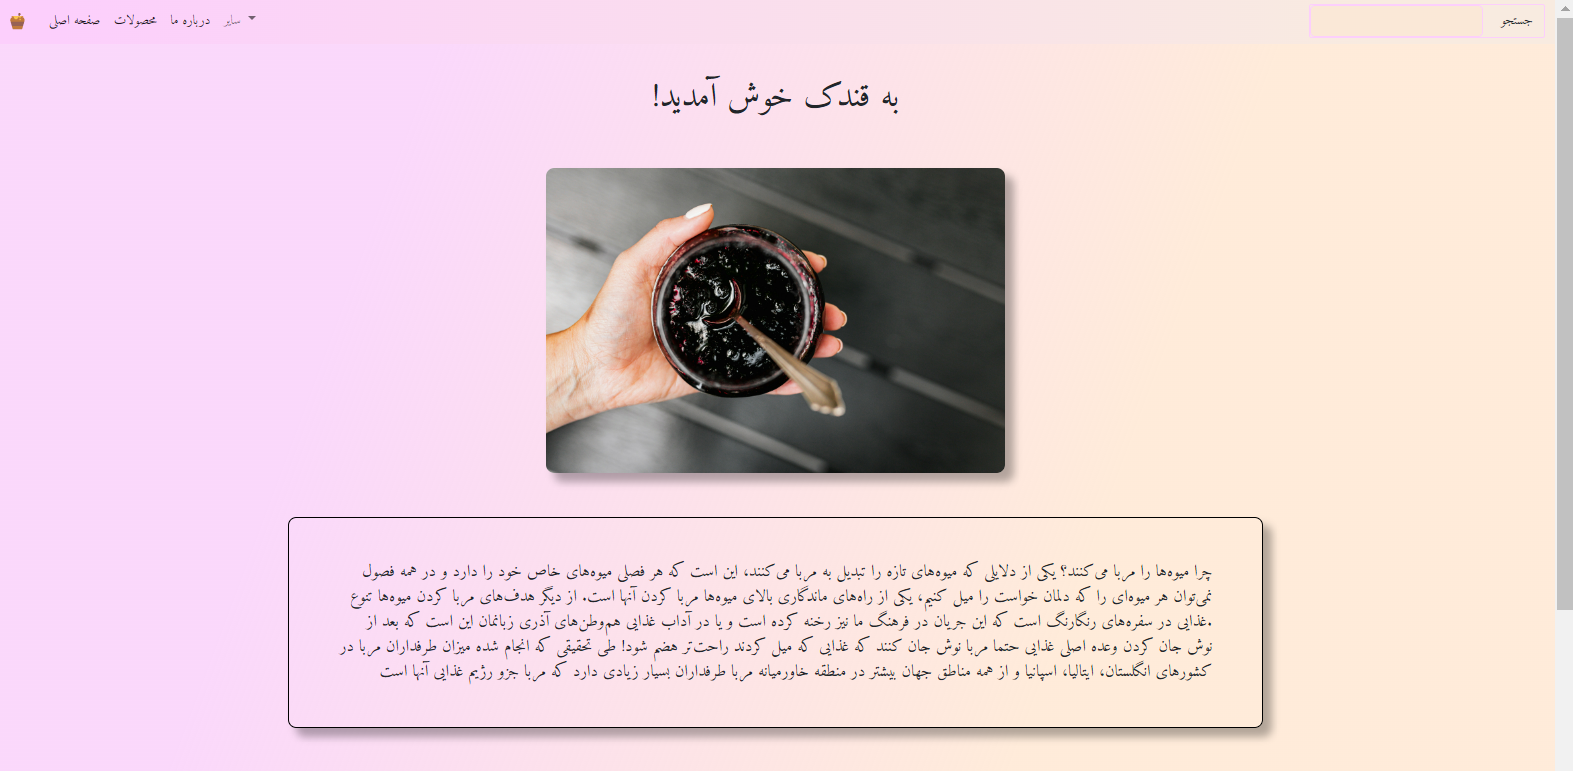 صفحه اصلی
محصولات
درباره ما
سایر
جستجو
به قندک خوش آمدید!
چرا میوه‌ها را مربا می‌کنند؟ یکی از دلایلی که میوه‌های تازه را تبدیل به مربا می‌کنند، این است که هر فصلی میوه‌های خاص خود را دارد و در همه فصول
نمی‌توان هر میوه‌ای را که دلمان خواست را میل کنیم، یکی از راه‌های ماندگاری بالای میوه‌ها مربا کردن آنها است. از دیگر هدف‌های مربا کردن میوه‌ها تنوع
.غذایی در سفره‌های رنگارنگ است که این جریان در فرهنگ ما نیز رخنه کرده است و یا در آداب غذایی هم‌وطن‌های آذری زبانمان این است که بعد از
نوش جان کردن وعده اصلی غذایی حتما مربا نوش جان کنند که غذایی که میل کردند راحت‌تر هضم شود! طی تحقیقی که انجام شده میزان طرفداران مربا در
کشورهای انگلستان، ایتالیا، اسپانیا و از همه مناطق جهان بیشتر در منطقه خاورمیانه مربا طرفداران بسیار زیادی دارد که مربا جزو رژیم غذایی آنها است